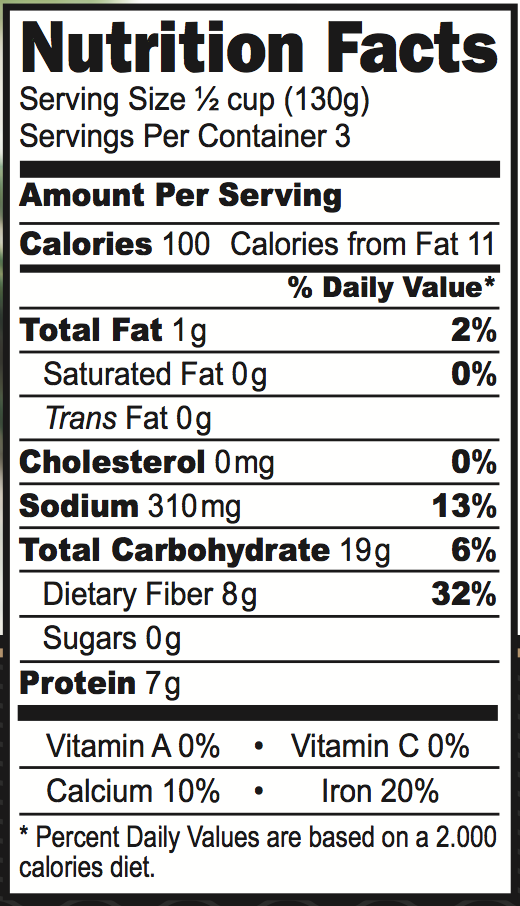 Nutrition Facts
Serving Size ½ cup (130g)
Servings Per Container 3
Amount Per Serving
Calories 100 Calories from Fat 11
% Daily Value*
Total Fat 1g 2%
Saturated Fat 0g 0%
Trans Fat 0g
Cholesterol 0mg 0%
Sodium 310mg 13%
Total Carbohydrate 19g 6%
Dietary Fiber 8g 32%
Sugars 0g
Protein 7g
Vitamin A 0% • Vitamin C 0%
Calcium 10% • Iron 20%
* Percent Daily Values are based on a 2.000
calories diet.